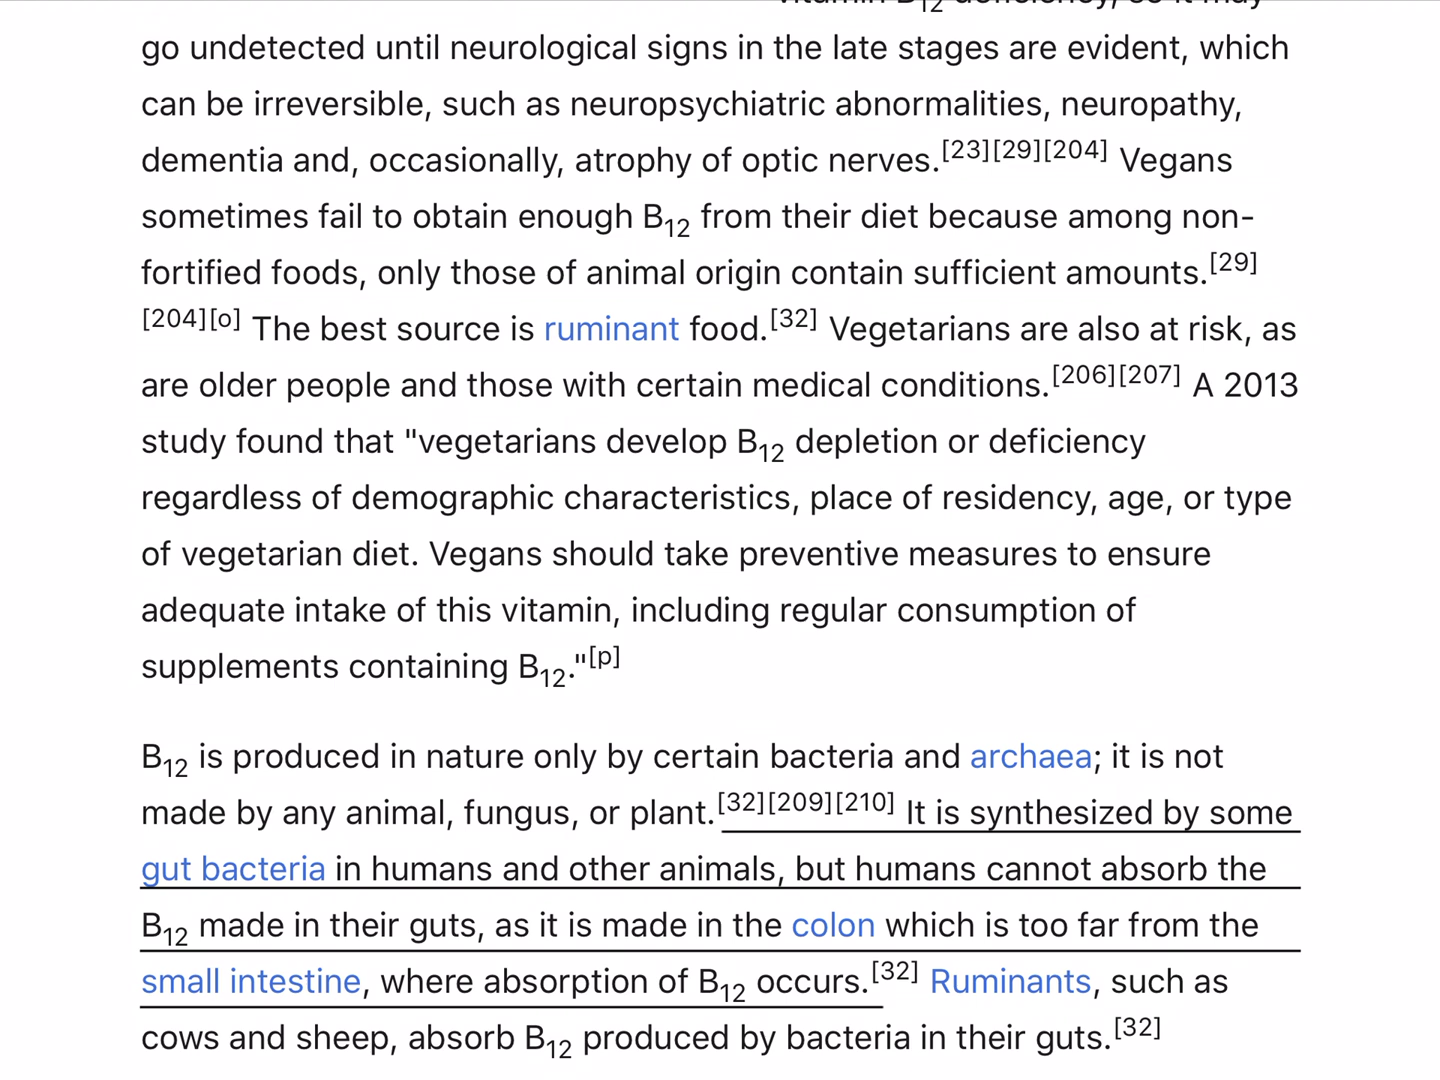 vitamin B12 deficiency, so it may
go undetected until neurological signs in the late stages are evident, which
can be irreversible, such as neuropsychiatric abnormalities, neuropathy,
dementia and, occasionally, atrophy of optic nerves.[23][29][204] Vegans
sometimes fail to obtain enough B12 from their diet because among non-
fortified foods, only those of animal origin contain sufficient amounts.[29]
[204][o] The best source is ruminant food.[32] Vegetarians are also at risk, as
are older people and those with certain medical conditions.[206][207] A 2013
study found that "vegetarians develop B12 depletion or deficiency
regardless of demographic characteristics, place of residency, age, or type
of vegetarian diet. Vegans should take preventive measures to ensure
adequate intake of this vitamin, including regular consumption of
supplements containing B12."[p]
B12 is produced in nature only by certain bacteria and archaea; it is not
made by any animal, fungus, or plant.[32][209][210] It is synthesized by some
gut bacteria in humans and other animals, but humans cannot absorb the
B12 made in their guts, as it is made in the colon which is too far from the
small intestine, where absorption of B12 occurs.[32] Ruminants, such as
cows and sheep, absorb B12 produced by bacteria in their guts.[32]